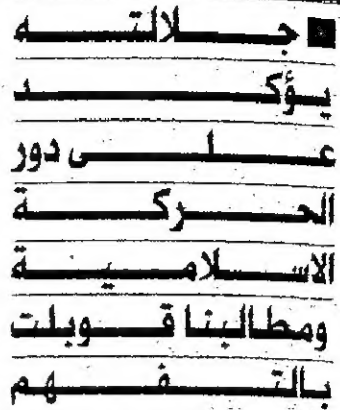 جلالته
يؤكد
على دور
الحركة
الاسلامية
ومطالبنا قوبلت
بالتفهم